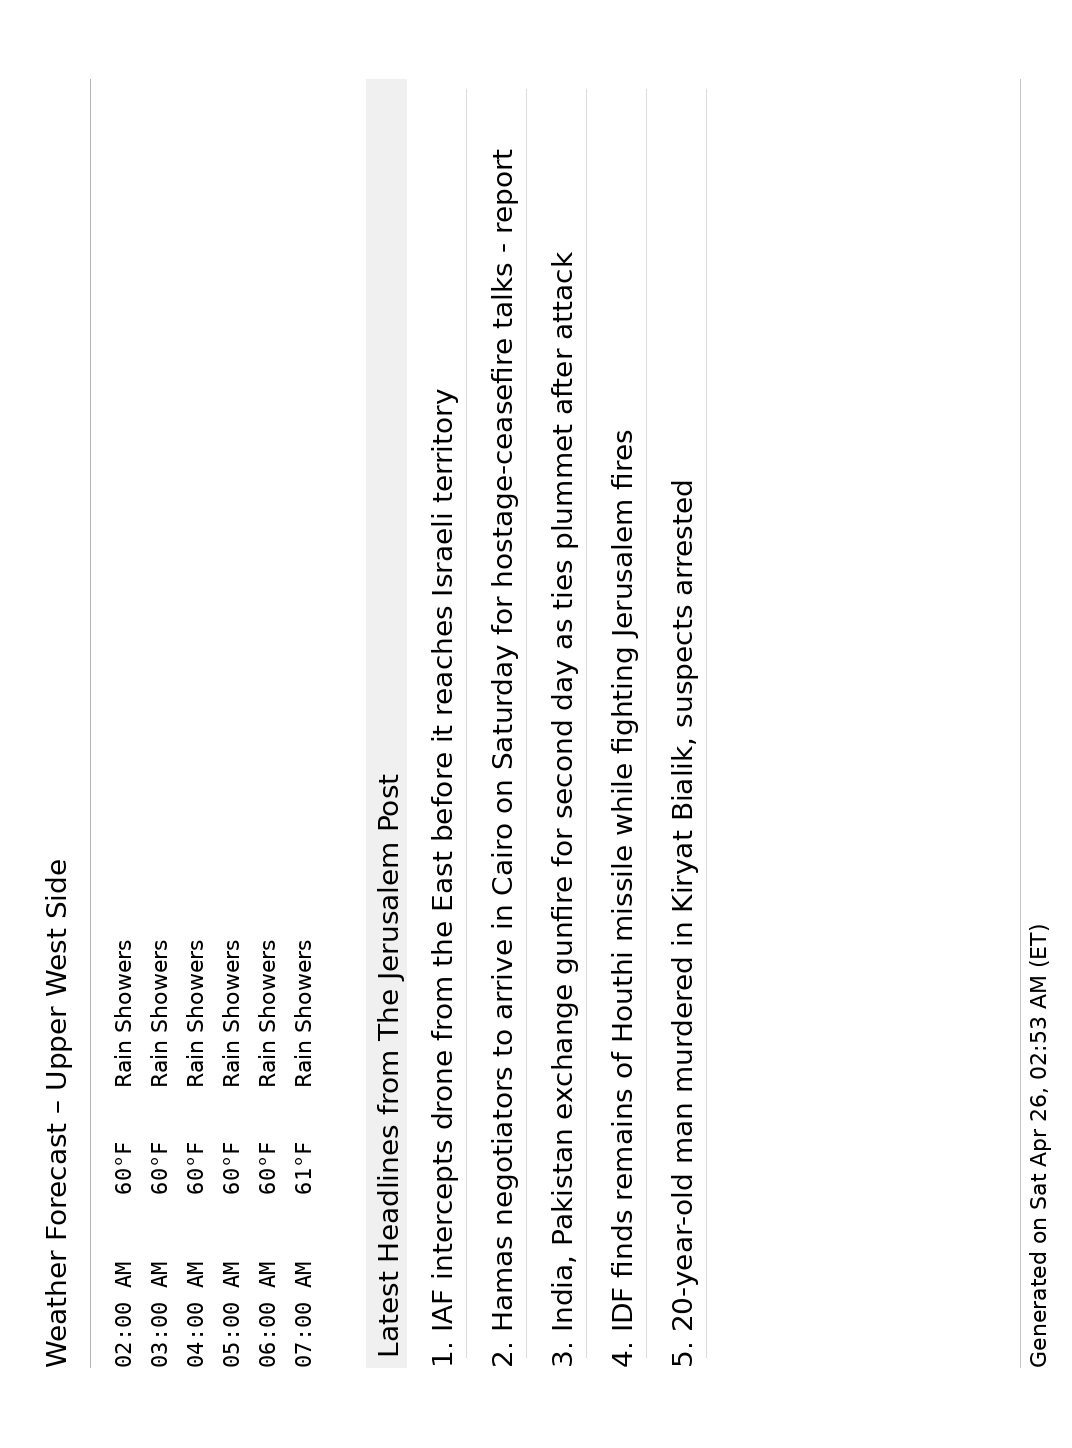 Weather Forecast – Upper West Side
02:00 AM 60°F Rain Showers
03:00 AM 60°F Rain Showers
04:00 AM 60°F Rain Showers
05:00 AM 60°F Rain Showers
06:00 AM 60°F Rain Showers
07:00 AM 61°F Rain Showers
Latest Headlines from The Jerusalem Post
1. IAF intercepts drone from the East before it reaches Israeli territory
2. Hamas negotiators to arrive in Cairo on Saturday for hostage-ceasefire talks - report
3. India, Pakistan exchange gunfire for second day as ties plummet after attack
4. IDF finds remains of Houthi missile while fighting Jerusalem fires
5. 20-year-old man murdered in Kiryat Bialik, suspects arrested
Generated on Sat Apr 26, 02:53 AM (ET)